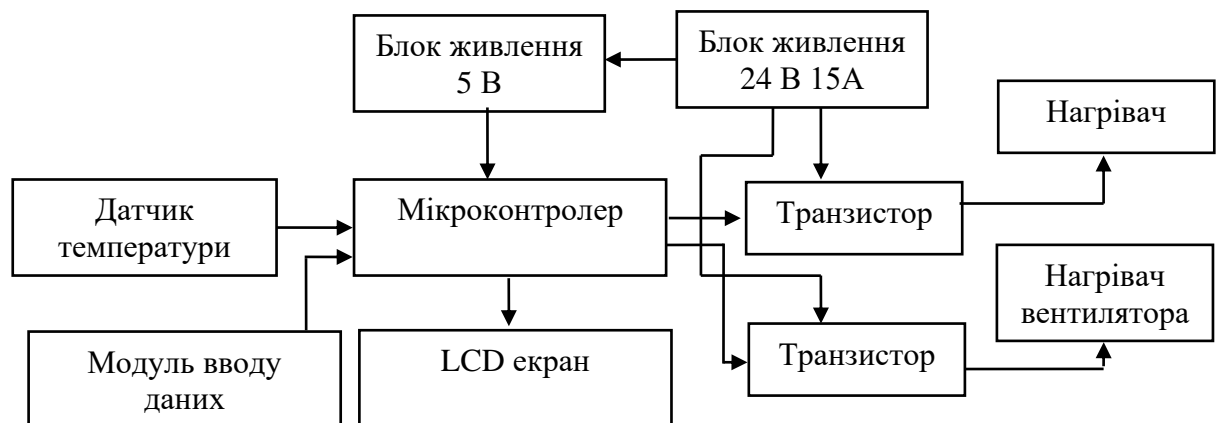 Блок живлення
5 В
Блок живлення
24 В 15А
Нагрівач
Датчик
температури
Мікроконтролер
Транзистор
Нагрівач
вентилятора
Модуль вводу
даних
LCD екран
Транзистор